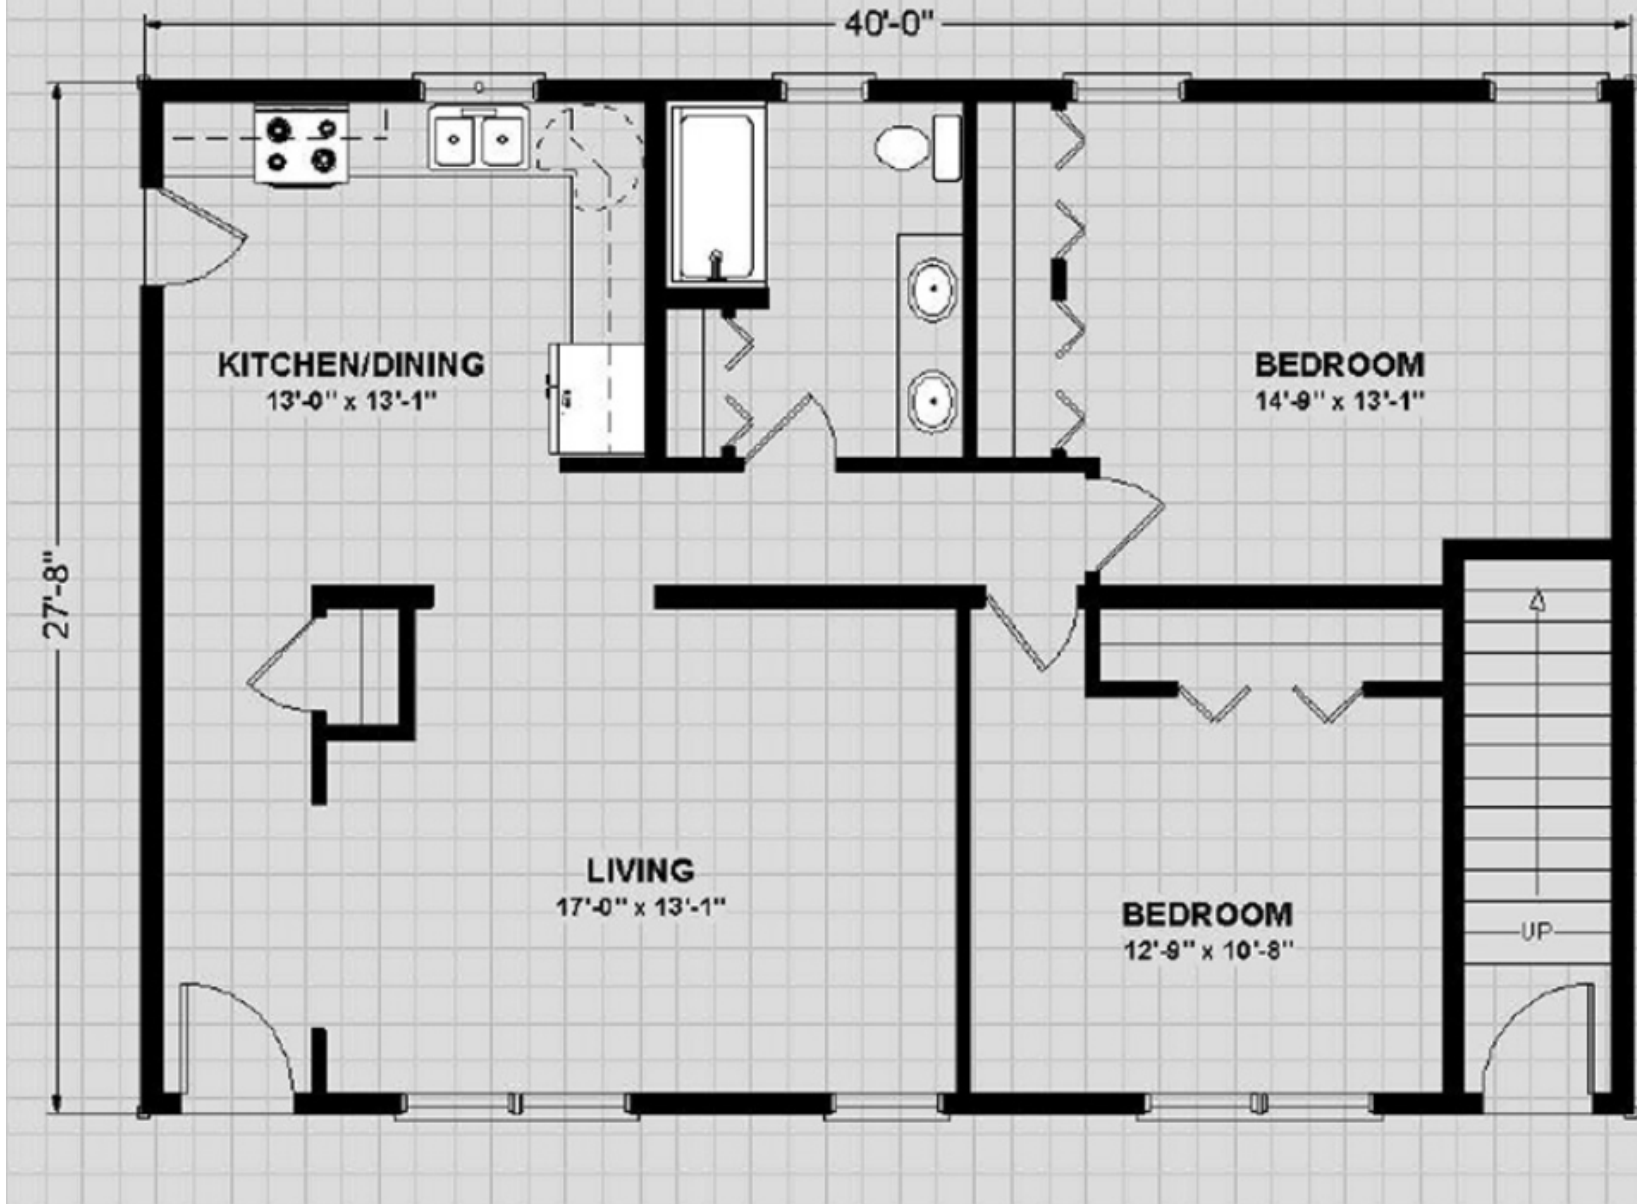 40'-0"
KITCHEN/DINING
13'-0" x 13'-1"
BEDROOM
14'-9" x 13'-1"
27'-8"
LIVING
17'-0" x 13'-1"
BEDROOM
12'-9" x 10'-8"
UP